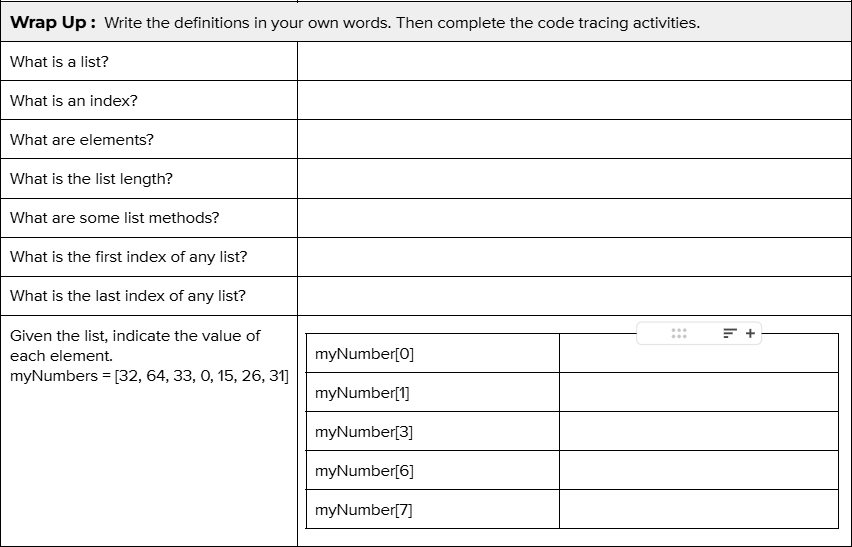 Wrap Up : Write the definitions in your own words. Then complete the code tracing activities.
What is a list?
What is an index?
What are elements?
What is the list length?
What are some list methods?
What is the first index of any list?
What is the last index of any list?
Given the list, indicate the value of
each element.
myNumbers = [32, 64, 33, 0, 15, 26, 31]
myNumber[0]
myNumber[1]
myNumber[3]
myNumber[6]
myNumber[7]